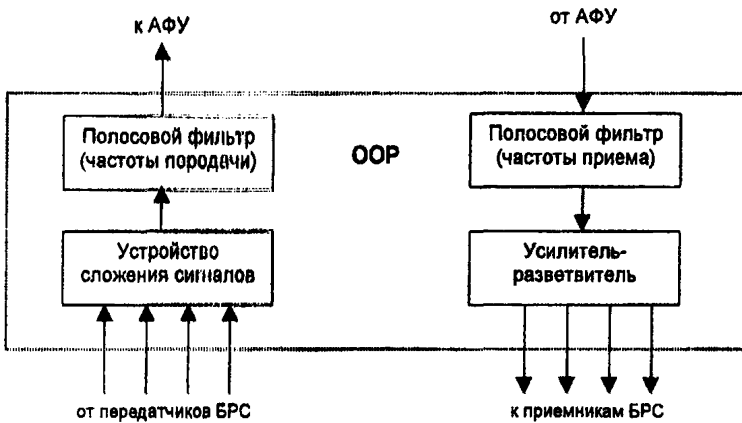 к АФУ
от АФУ
Полосовой фильтр
(частоты породачи)
ООР
Полосовой фильтр
(частоты приема)
Устройство
сложения сигналов
Усилитель-
разветвитель
от передатчиков БРС
к приемникам БРС